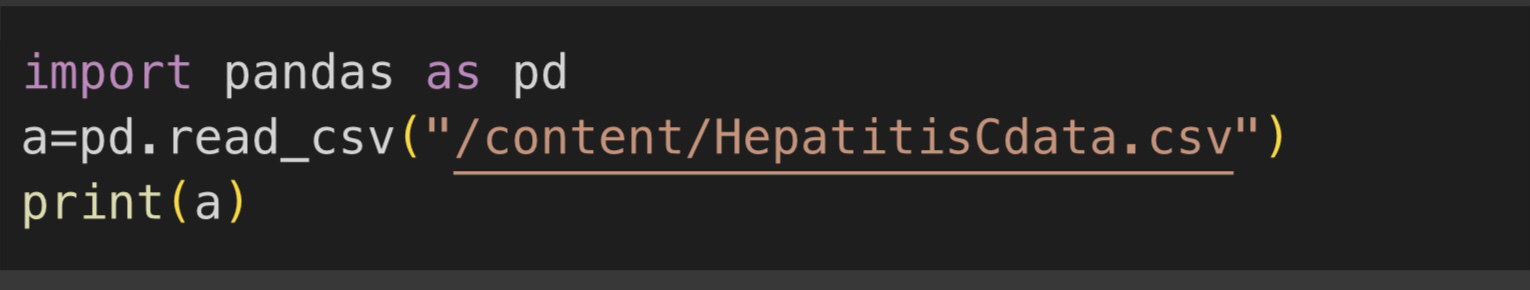 import pandas as pd
a=pd.read_csv("/content/HepatitisCdata.csv")
print(a)